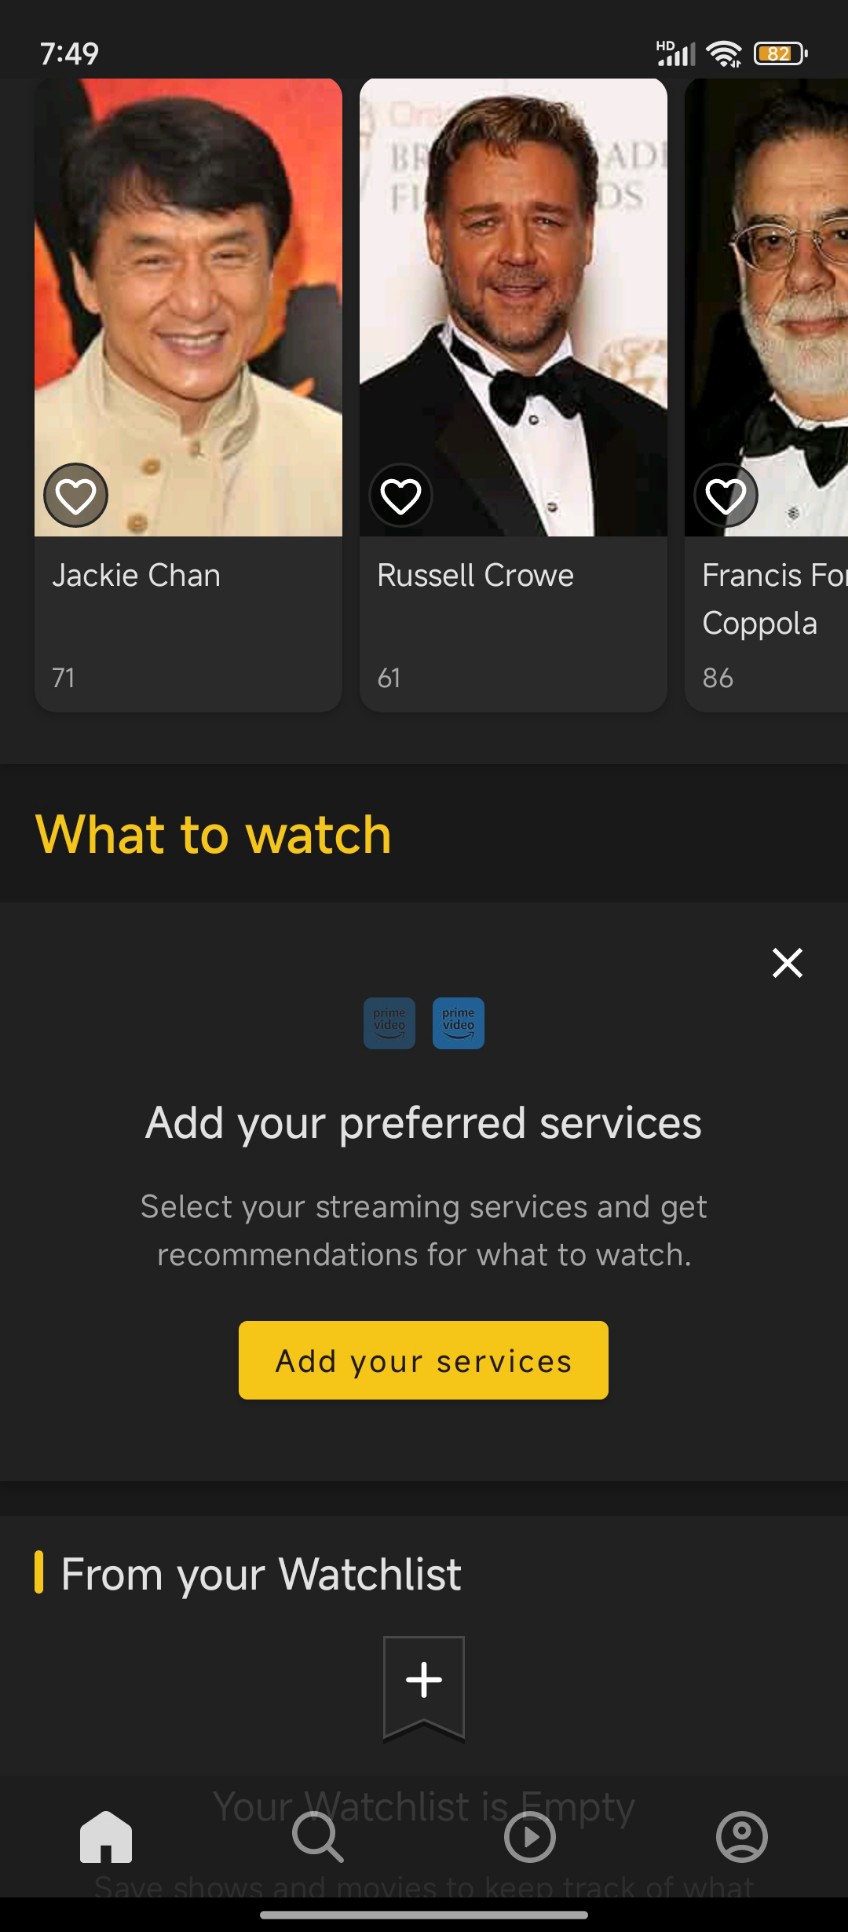 7:49
HD
82
Jackie Chan
71
Russell Crowe
61
Francis For
Coppola
86
What to watch
prime
video
prime
video
Add your preferred services
Select your streaming services and get
recommendations for what to watch.
Add your services
From your Watchlist
Your Watchlist is Empty
Save shows and movies to keep track of what